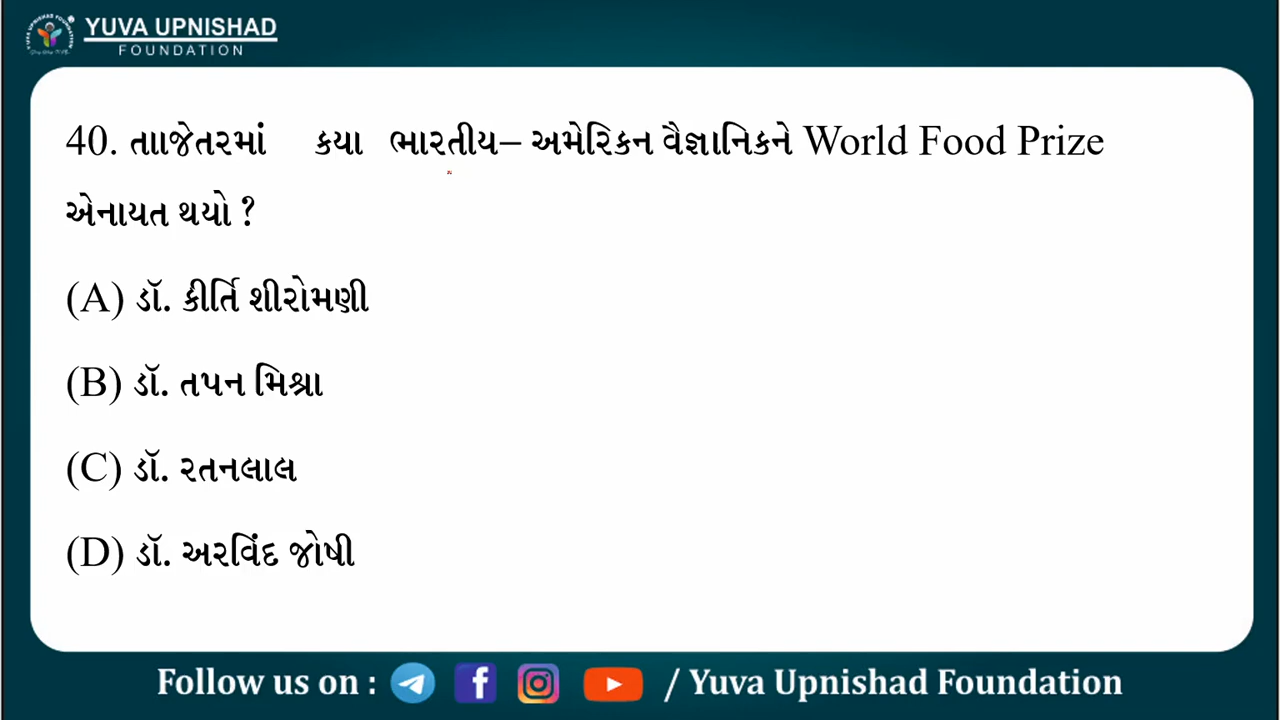 YUVA UPNISHAD
FOUNDATION
40. તાાજેતરમાં કયા ભારતીય– અમેરિકન વૈજ્ઞાનિકને World Food Prize
એનાયત થયો ?
(A) ડૉ. કીર્તિ શીરોમણી
(B) ડૉ. તપન મિશ્રા
(C) ડૉ. રતનલાલ
(D) ડૉ. અરવિંદ જોષી
Follow us on : / Yuva Upnishad Foundation